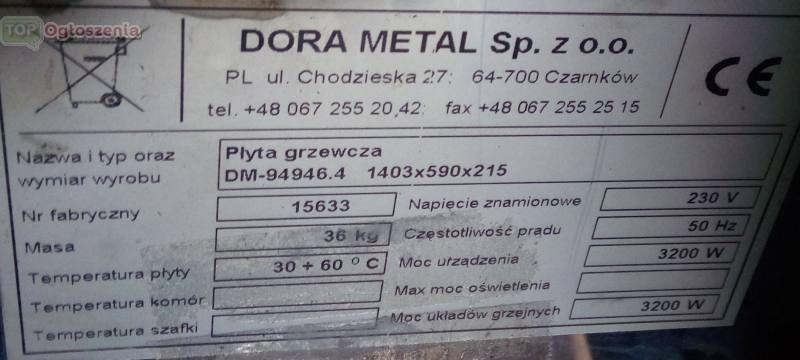 TOP Ogłoszenia
DORA METAL Sp. z o.o.
PL ul. Chodzieska 27; 64-700 Czarnków
tel. +48 067 255 20,42; fax +48 067 255 25 15
CE
Nazwa i typ oraz wymiar wyrobu
Płyta grzewcza
DM-94946.4 1403x590x215
Nr fabryczny 15633 Napięcie znamionowe 230 V
Masa 36 kg Częstotliwość prądu 50 Hz
Temperatura płyty 30 ÷ 60 °C Moc urządzenia 3200 W
Temperatura komór Max moc oświetlenia
Temperatura szafki Moc układów grzejnych 3200 W